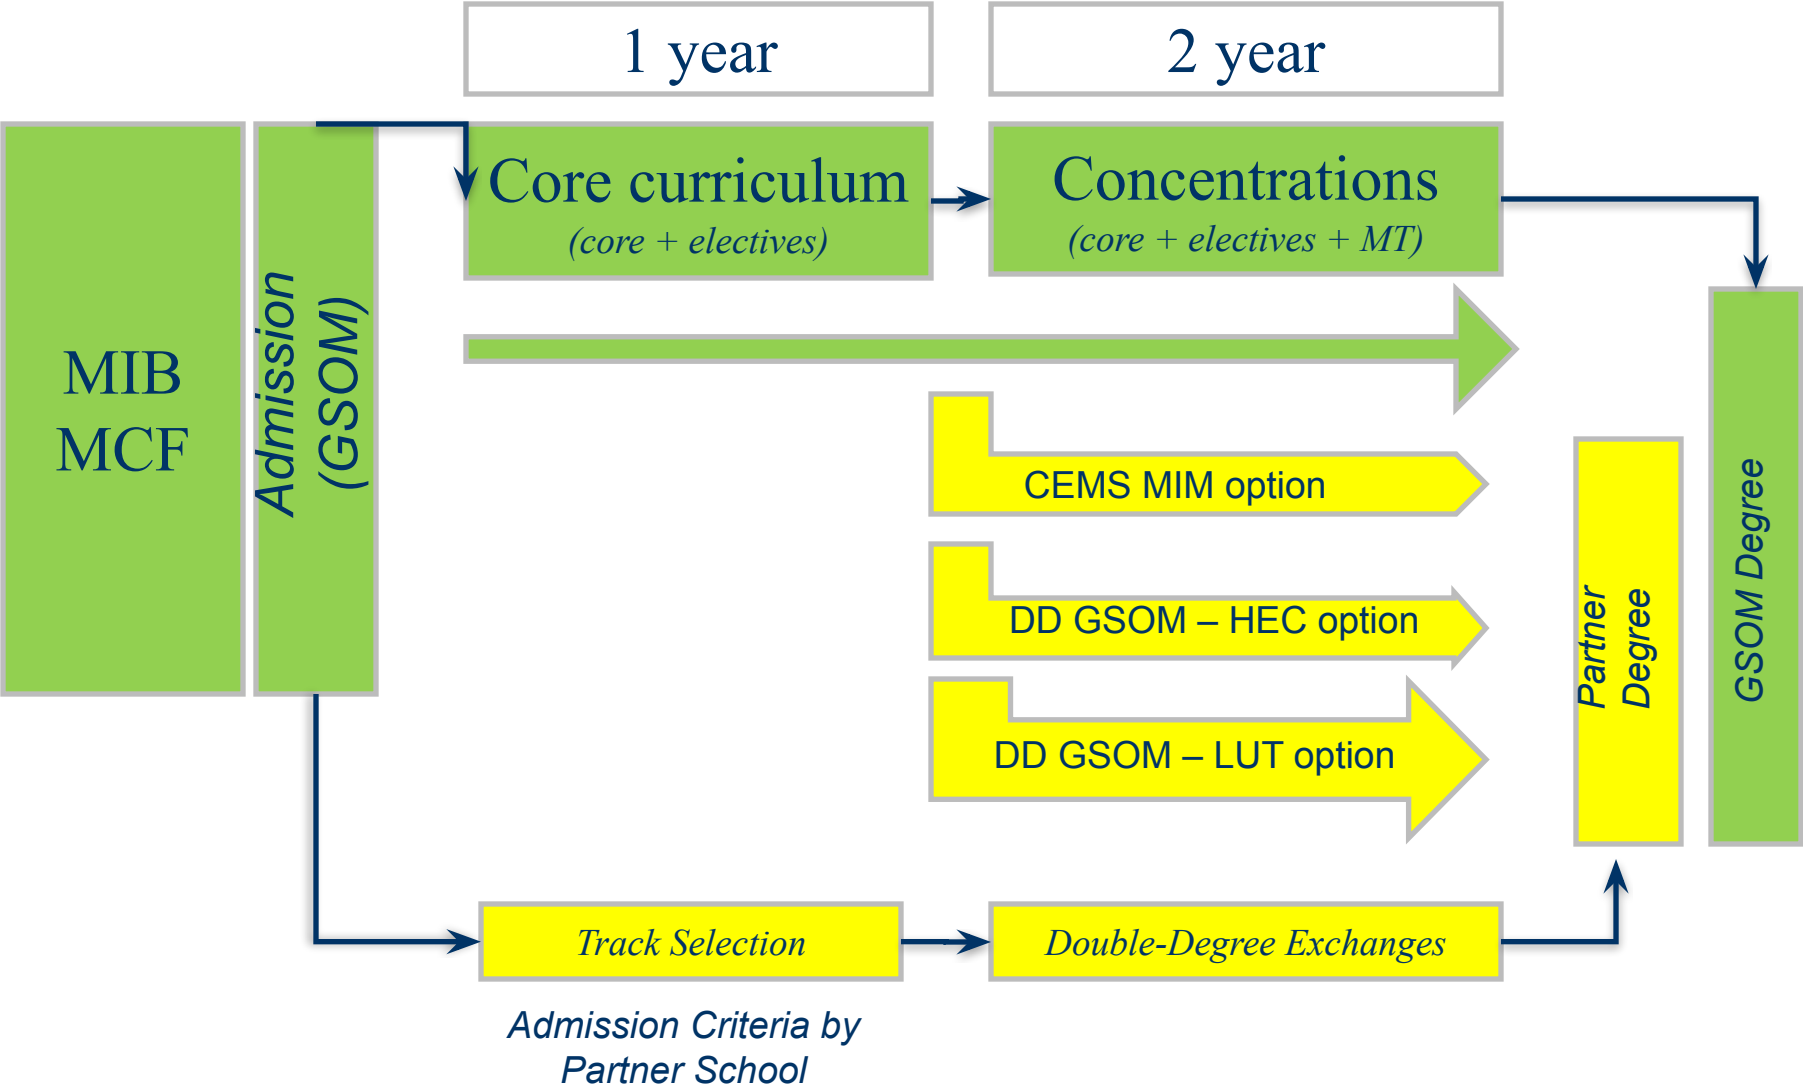 1 year
2 year
MIB
MCF
Admission
(GSOM)
Core curriculum
(core + electives)
Concentrations
(core + electives + MT)
CEMS MIM option
DD GSOM – HEC option
DD GSOM – LUT option
Partner
Degree
GSOM Degree
Track Selection
Double-Degree Exchanges
Admission Criteria by
Partner School